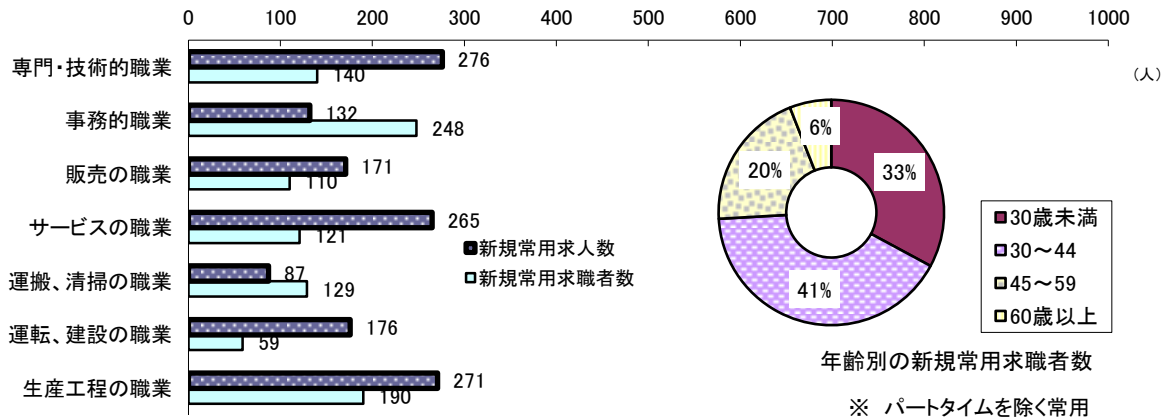 0 100 200 300 400 500 600 700 800 900 1000
(人)
専門・技術的職業 276
140
事務的職業 132
248
販売の職業 171
110
サービスの職業 265
121
運搬、清掃の職業 87
129
運転、建設の職業 176
59
生産工程の職業 271
190
新規常用求人数
新規常用求職者数
6%
33%
20%
41%
30歳未満
30～44
45～59
60歳以上
年齢別の新規常用求職者数
※ パートタイムを除く常用